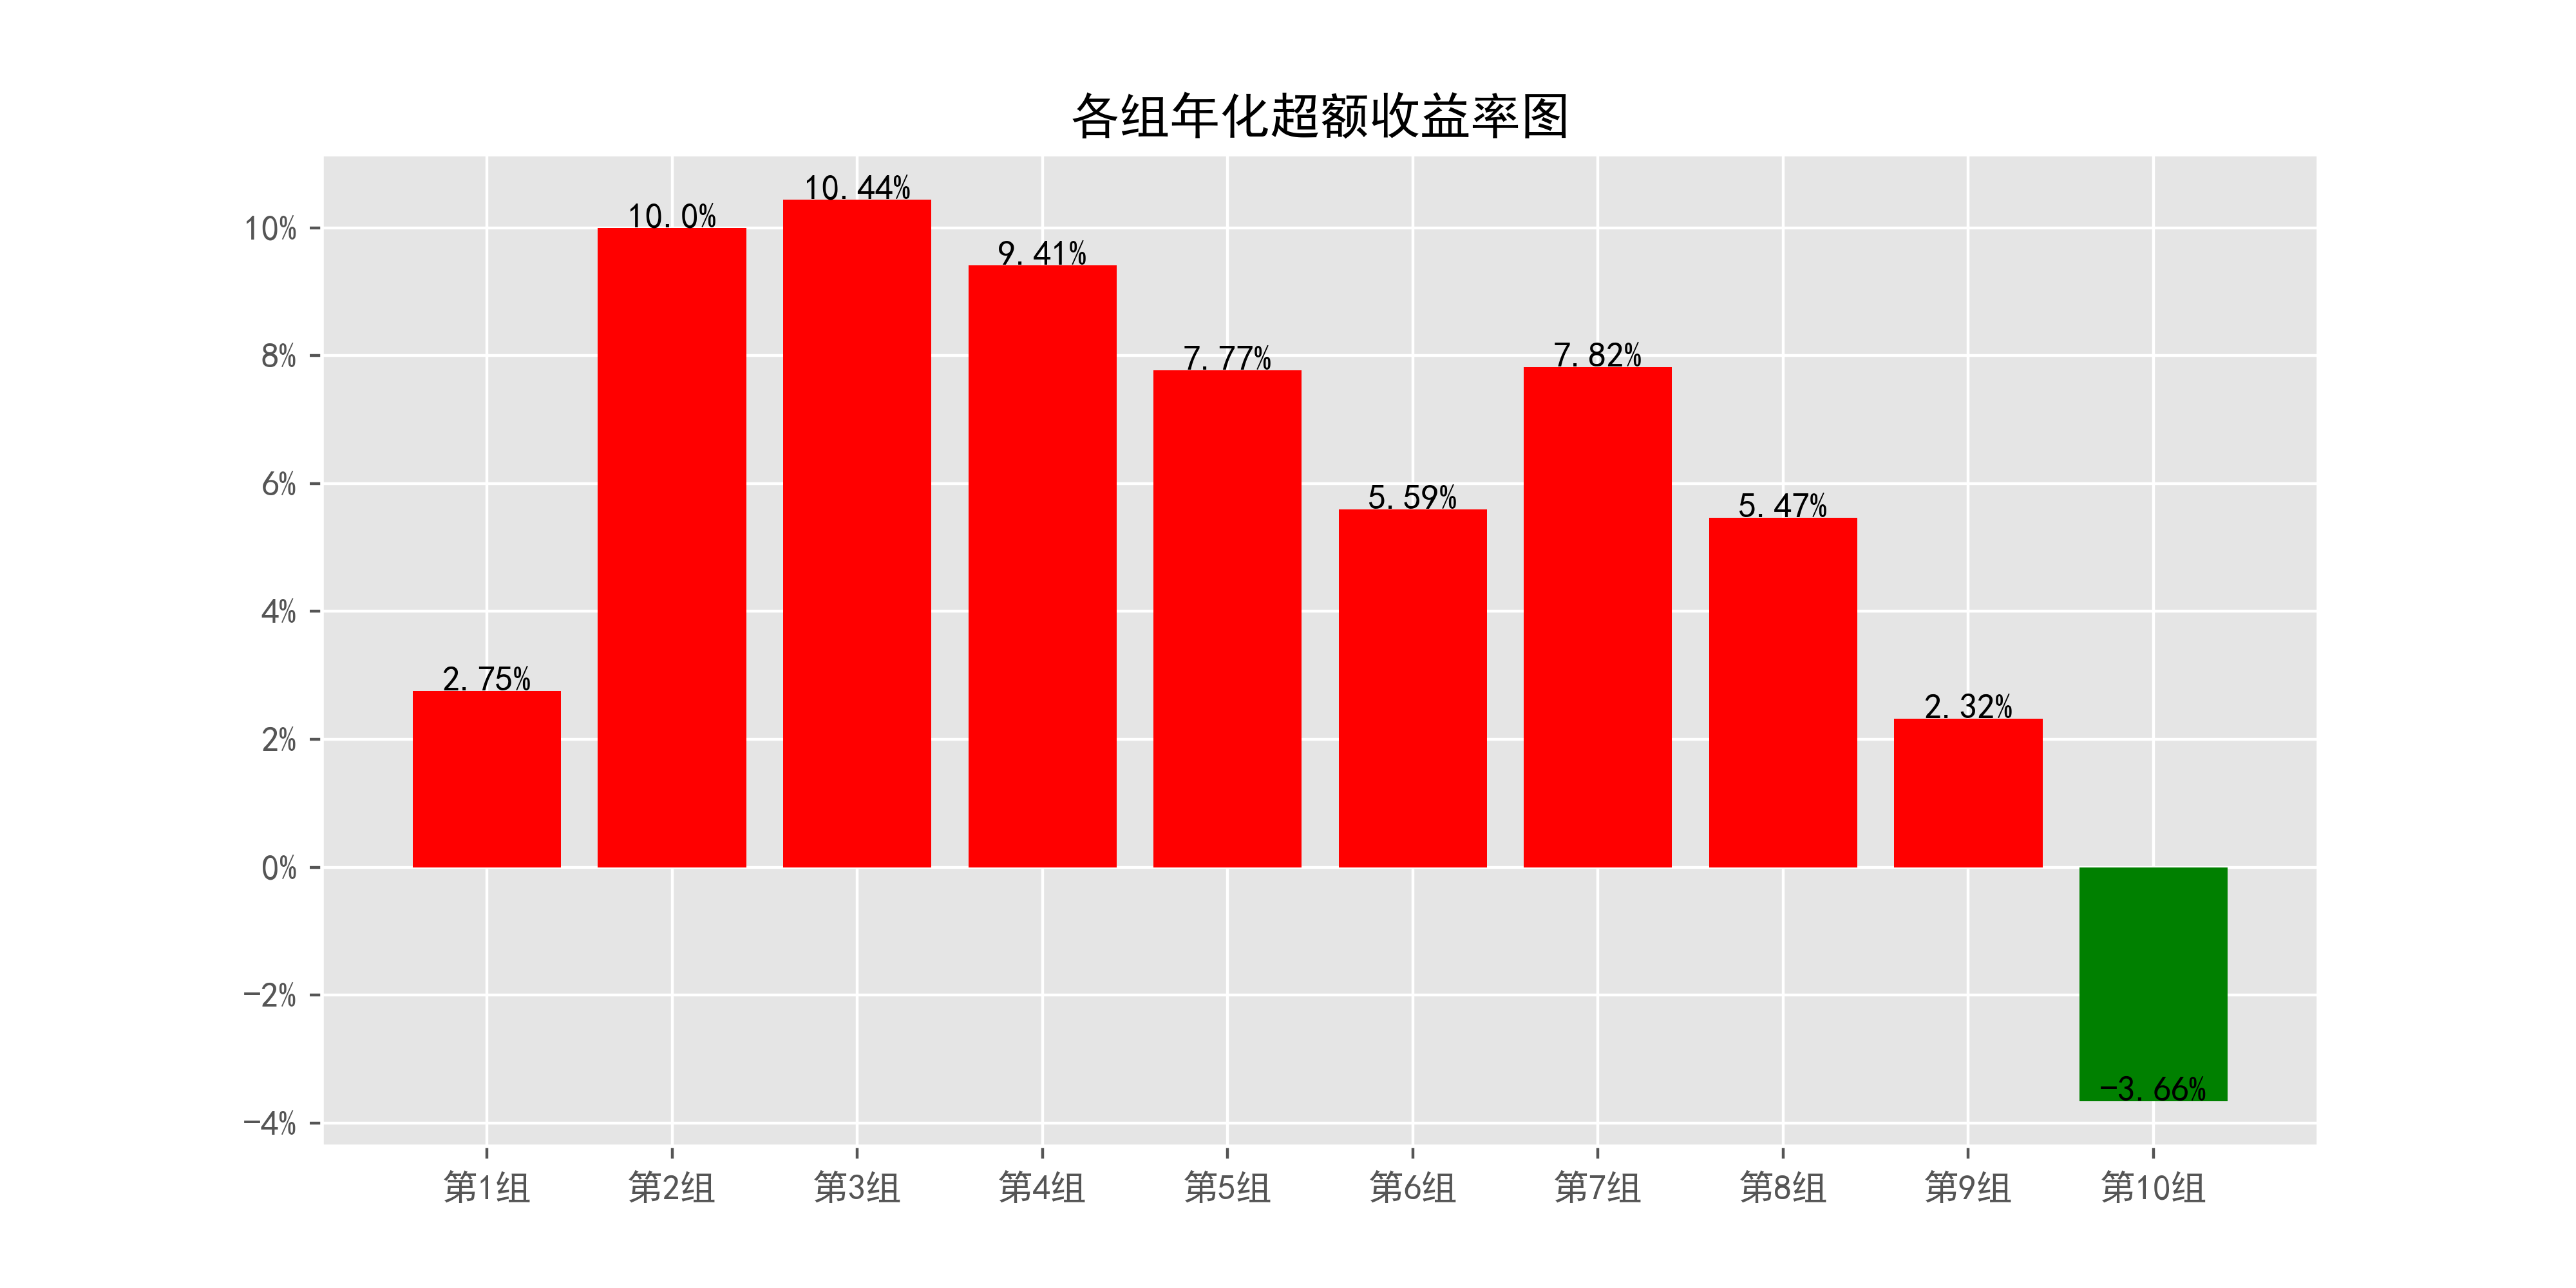 各组年化超额收益率图
10%
8%
6%
4%
2%
0%
-2%
-4%
2.75%
10.0%
10.44%
9.41%
7.77%
5.59%
7.82%
5.47%
2.32%
-3.66%
第1组
第2组
第3组
第4组
第5组
第6组
第7组
第8组
第9组
第10组